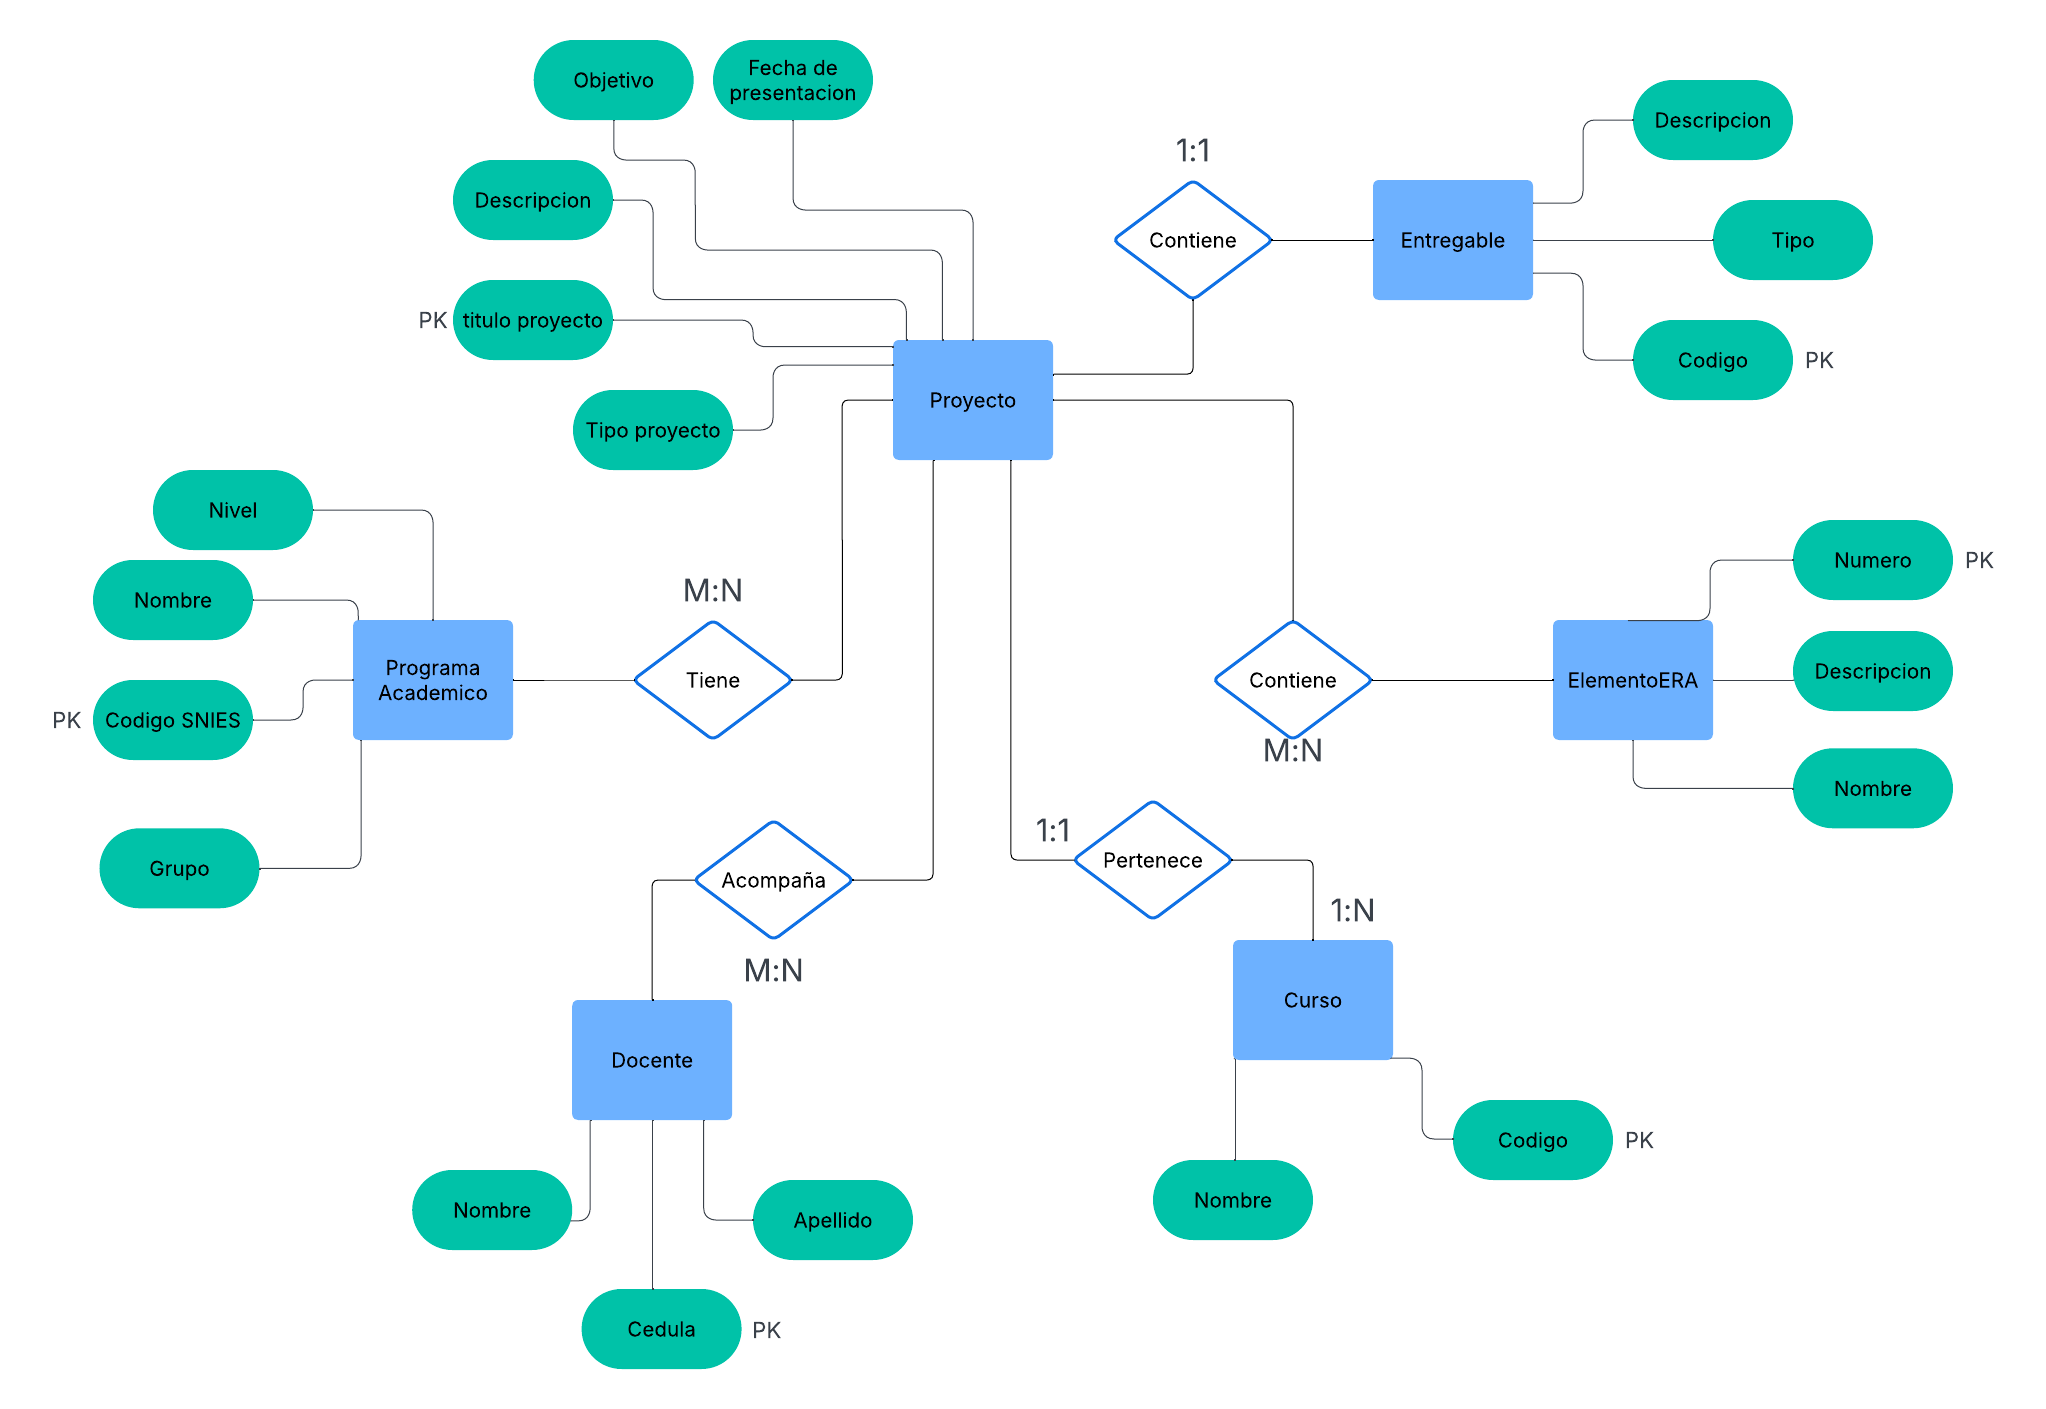 Objetivo
Fecha de
presentacion
Descripcion
1:1
Descripcion
Contiene
Entregable
Tipo
PK
titulo proyecto
Codigo
PK
Proyecto
Tipo proyecto
Nivel
Nombre
M:N
Numero
PK
Programa
Academico
Tiene
Contiene
ElementoERA
Descripcion
PK
Codigo SNIES
M:N
Nombre
Grupo
Acompaña
1:1
Pertenece
1:N
M:N
Curso
Docente
Codigo
PK
Nombre
Nombre
Apellido
Cedula
PK